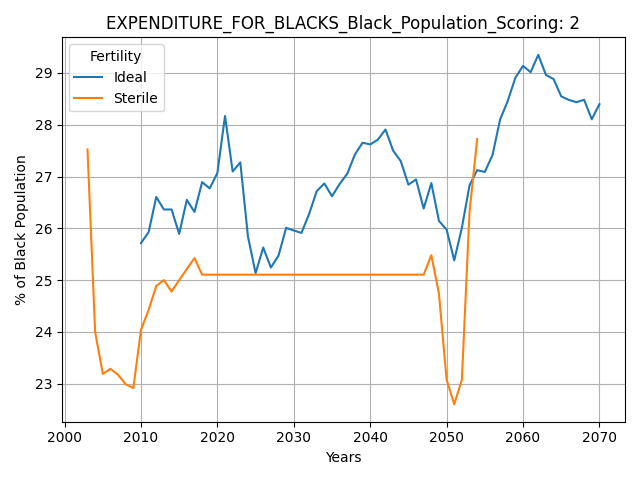 EXPENDITURE_FOR_BLACKS_Black_Population_Scoring: 2
Fertility
Ideal
Sterile
% of Black Population
29
28
27
26
25
24
23
2000 2010 2020 2030 2040 2050 2060 2070
Years